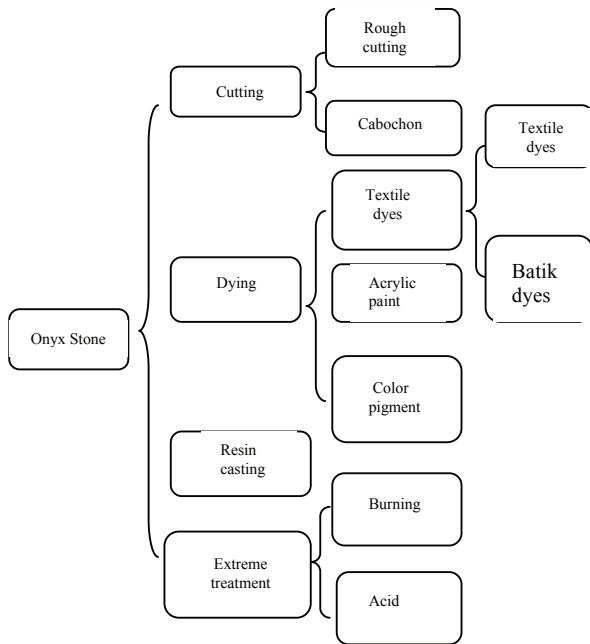 Rough
cutting
Cutting
Cabochon
Textile
dyes
Textile
dyes
Dying
Acrylic
paint
Batik
dyes
Onyx Stone
Color
pigment
Resin
casting
Burning
Extreme
treatment
Acid